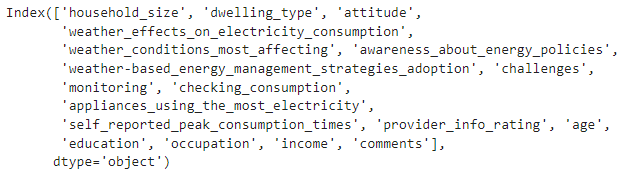 Index(['household_size', 'dwelling_type', 'attitude',
'weather_effects_on_electricity_consumption',
'weather_conditions_most_affecting', 'awareness_about_energy_policies',
'weather-based_energy_management_strategies_adoption', 'challenges',
'monitoring', 'checking_consumption',
'appliances_using_the_most_electricity',
'self_reported_peak_consumption_times', 'provider_info_rating', 'age',
'education', 'occupation', 'income', 'comments'],
dtype='object')